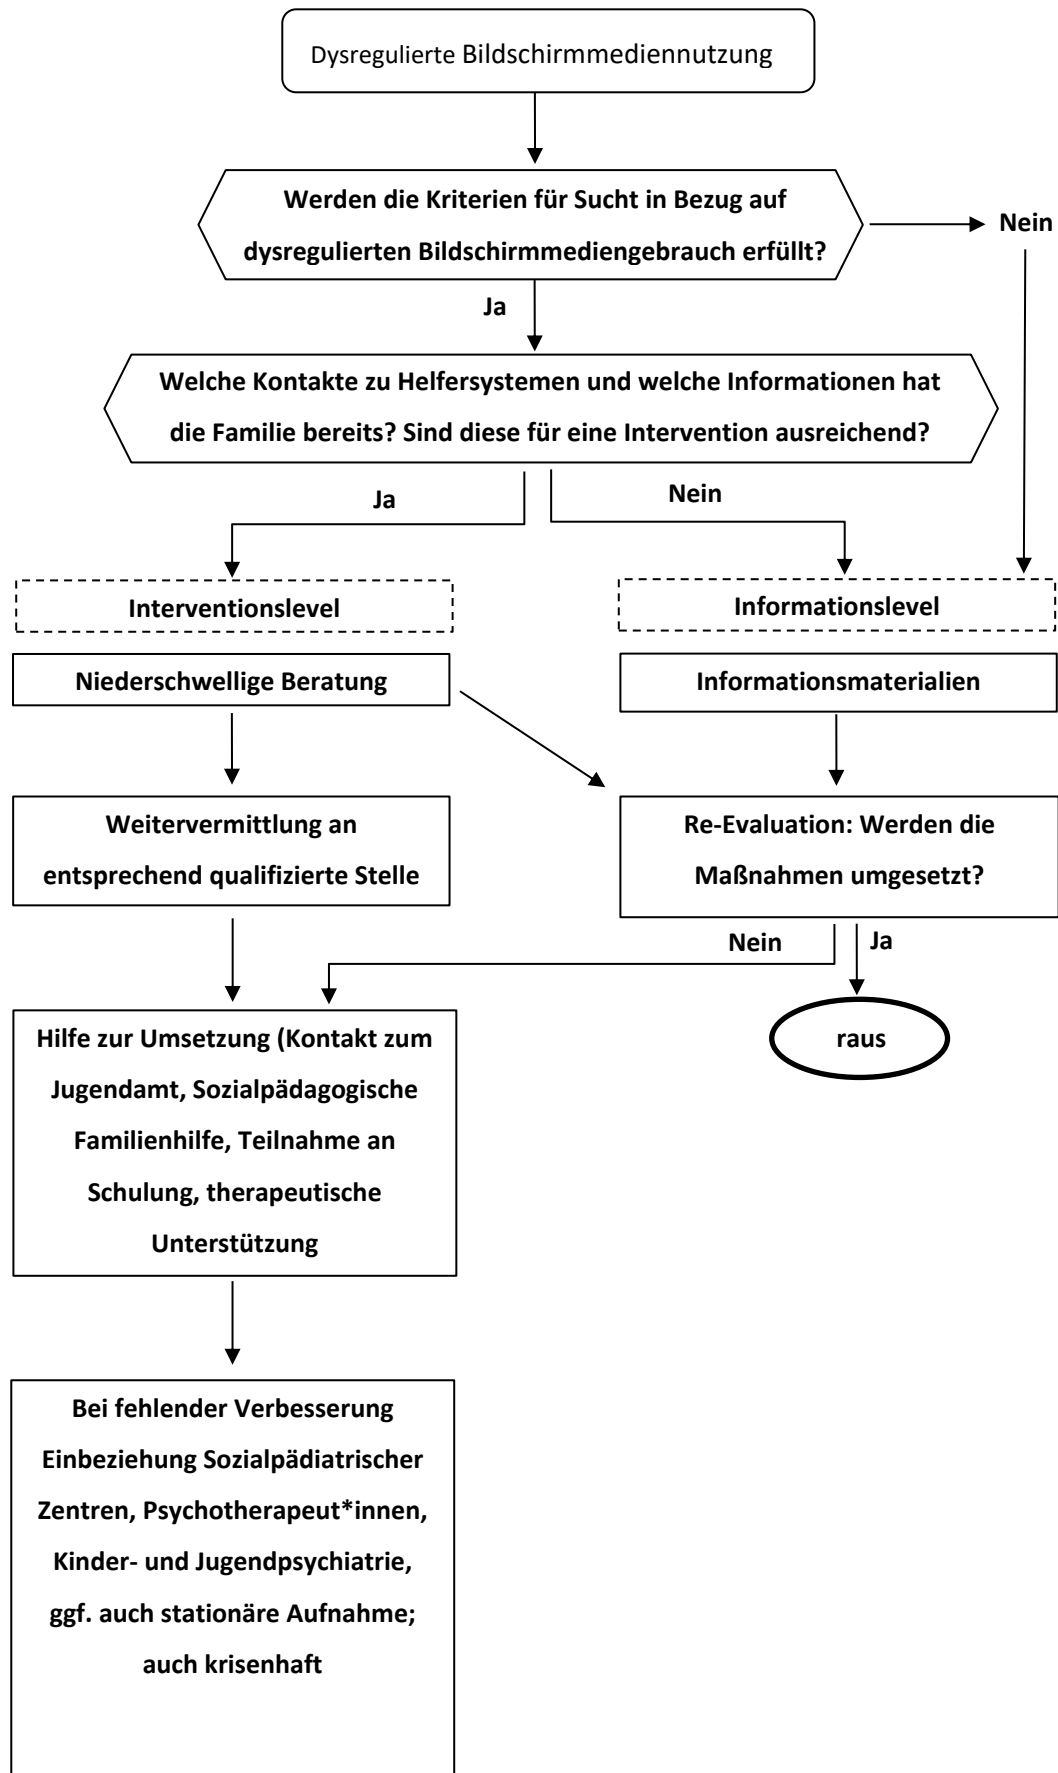 Dysregulierte Bildschirmmediennutzung
Werden die Kriterien für Sucht in Bezug auf
dysregulierten Bildschirmmediengebrauch erfüllt?
Nein
Ja
Welche Kontakte zu Helfersystemen und welche Informationen hat
die Familie bereits? Sind diese für eine Intervention ausreichend?
Ja
Nein
Interventionslevel
Informationslevel
Niederschwellige Beratung
Informationsmaterialien
Weitervermittlung an
entsprechend qualifizierte Stelle
Re-Evaluation: Werden die
Maßnahmen umgesetzt?
Nein
Ja
raus
Hilfe zur Umsetzung (Kontakt zum
Jugendamt, Sozialpädagogische
Familienhilfe, Teilnahme an
Schulung, therapeutische
Unterstützung
Bei fehlender Verbesserung
Einbeziehung Sozialpädiatrischer
Zentren, Psychotherapeut*innen,
Kinder- und Jugendpsychiatrie,
ggf. auch stationäre Aufnahme;
auch krisenhaft